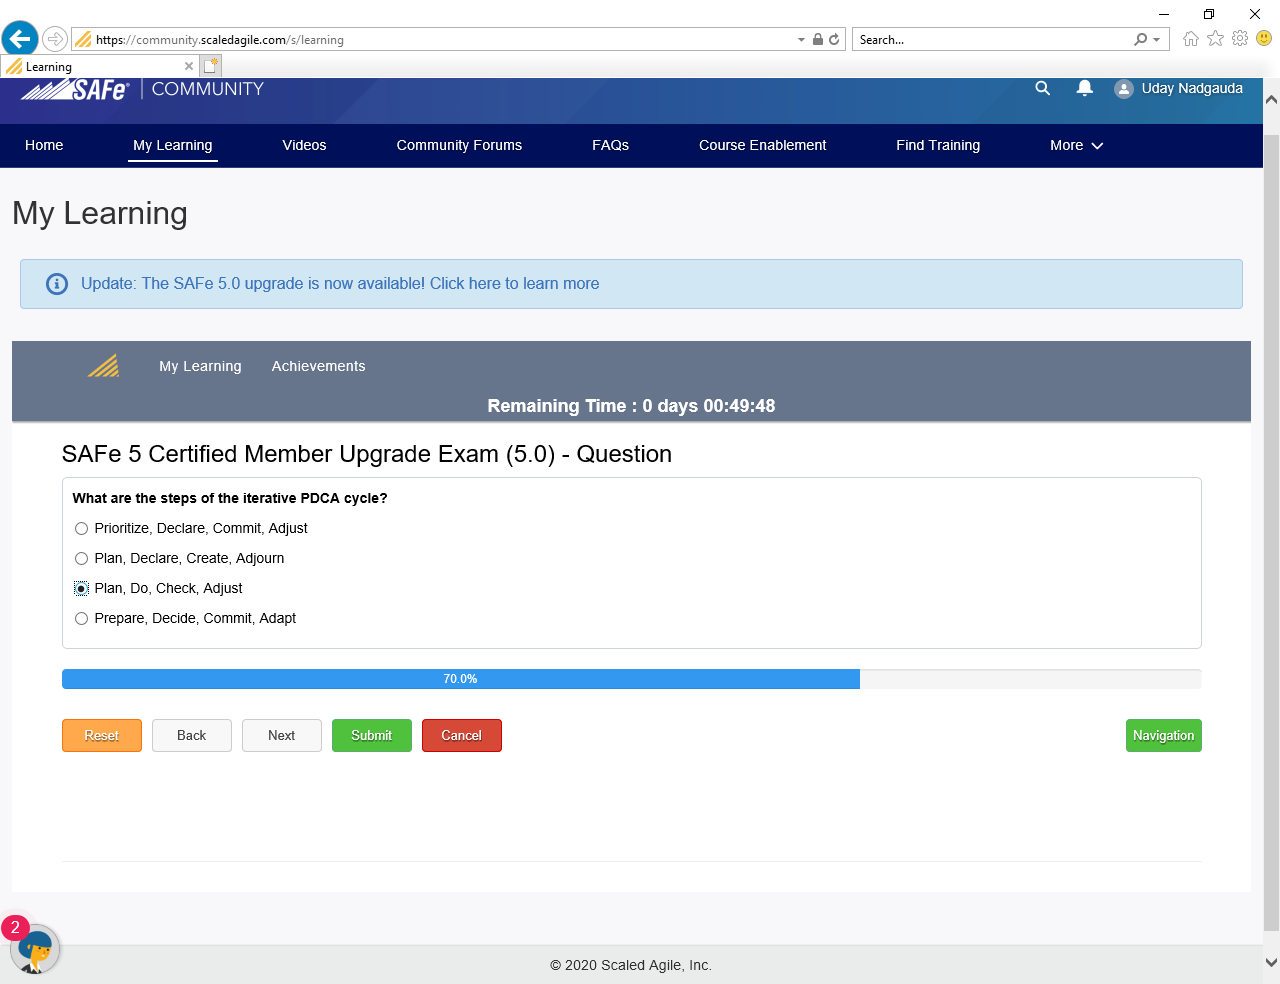 https://community.scaledagile.com/s/learning
Search...
Learning
SAFe® COMMUNITY
Uday Nadgauda
Home My Learning Videos Community Forums FAQs Course Enablement Find Training More
My Learning
Update: The SAFe 5.0 upgrade is now available! Click here to learn more
My Learning Achievements
Remaining Time : 0 days 00:49:48
SAFe 5 Certified Member Upgrade Exam (5.0) - Question
What are the steps of the iterative PDCA cycle?
Prioritize, Declare, Commit, Adjust
Plan, Declare, Create, Adjourn
Plan, Do, Check, Adjust
Prepare, Decide, Commit, Adapt
70.0%
Reset Back Next Submit Cancel Navigation
2
© 2020 Scaled Agile, Inc.